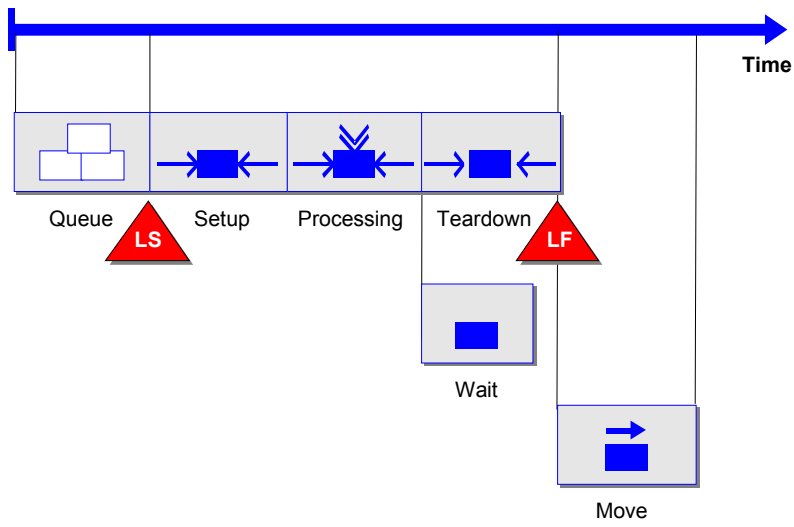 Time
Queue
Setup
Processing
Teardown
LS
LF
Wait
Move